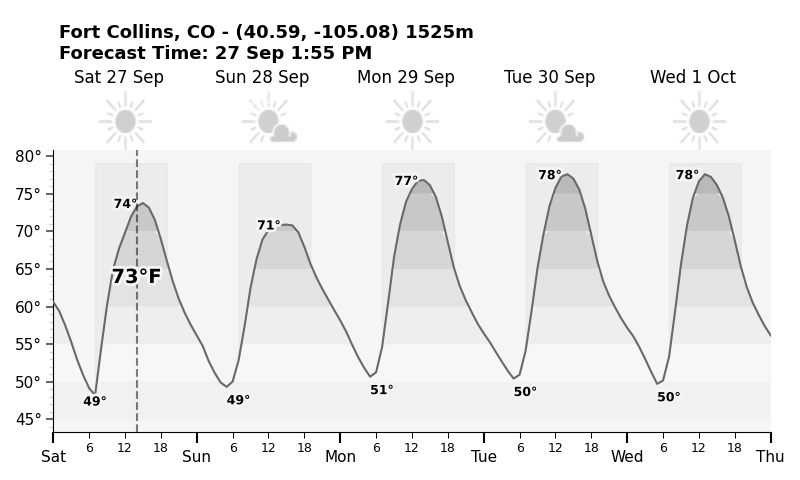 Fort Collins, CO - (40.59, -105.08) 1525m
Forecast Time: 27 Sep 1:55 PM
Sat 27 Sep Sun 28 Sep Mon 29 Sep Tue 30 Sep Wed 1 Oct
80°
75°
70°
65°
60°
55°
50°
45°
74° 71° 77° 78° 78°
73°F
49° 49° 51° 50° 50°
6 12 18 6 12 18 6 12 18 6 12 18 6 12 18
Sat Sun Mon Tue Wed Thu